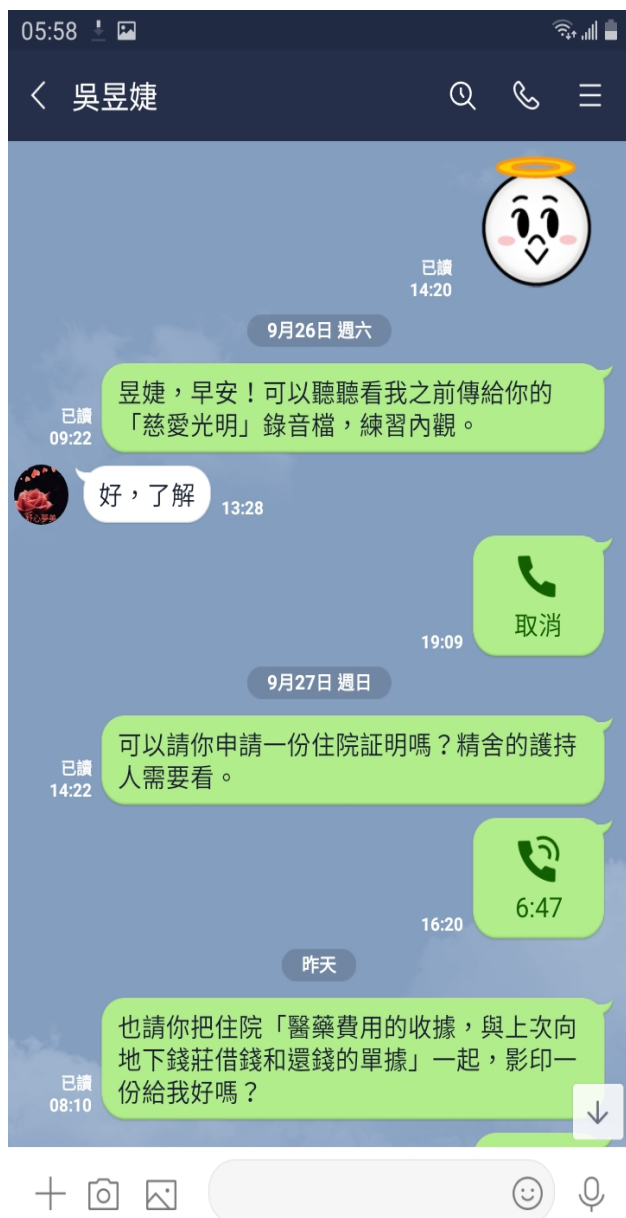 05:58
吳昱婕
已讀
14:20
9月26日 週六
昱婕，早安！可以聽聽看我之前傳給你的
「慈愛光明」錄音檔，練習內觀。
已讀
09:22
好，了解
13:28
取消
19:09
9月27日 週日
可以請你申請一份住院証明嗎？精舍的護持
人需要看。
已讀
14:22
6:47
16:20
昨天
也請你把住院「醫藥費用的收據，與上次向
地下錢莊借錢和還錢的單據」一起，影印一
份給我好嗎？
已讀
08:10